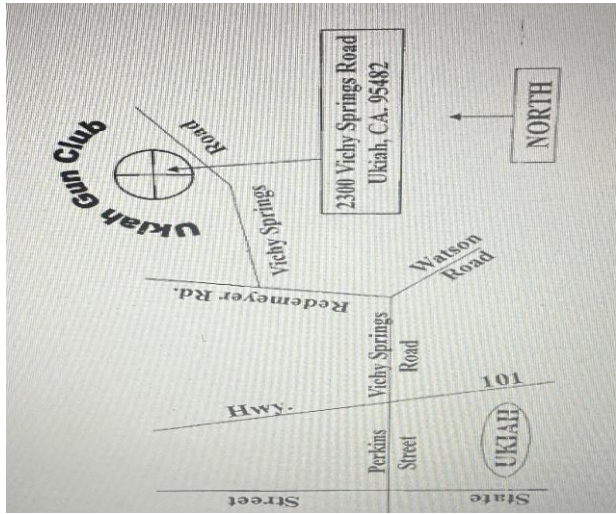 Ukiah Gun Club
Road
Vichy Springs
2300 Vichy Springs Road
Ukiah, CA. 95482
NORTH
Redemeyer Rd.
Watson
Road
Vichy Springs
Road
Hwy.
101
Perkins
Street
UKIAH
Street
State